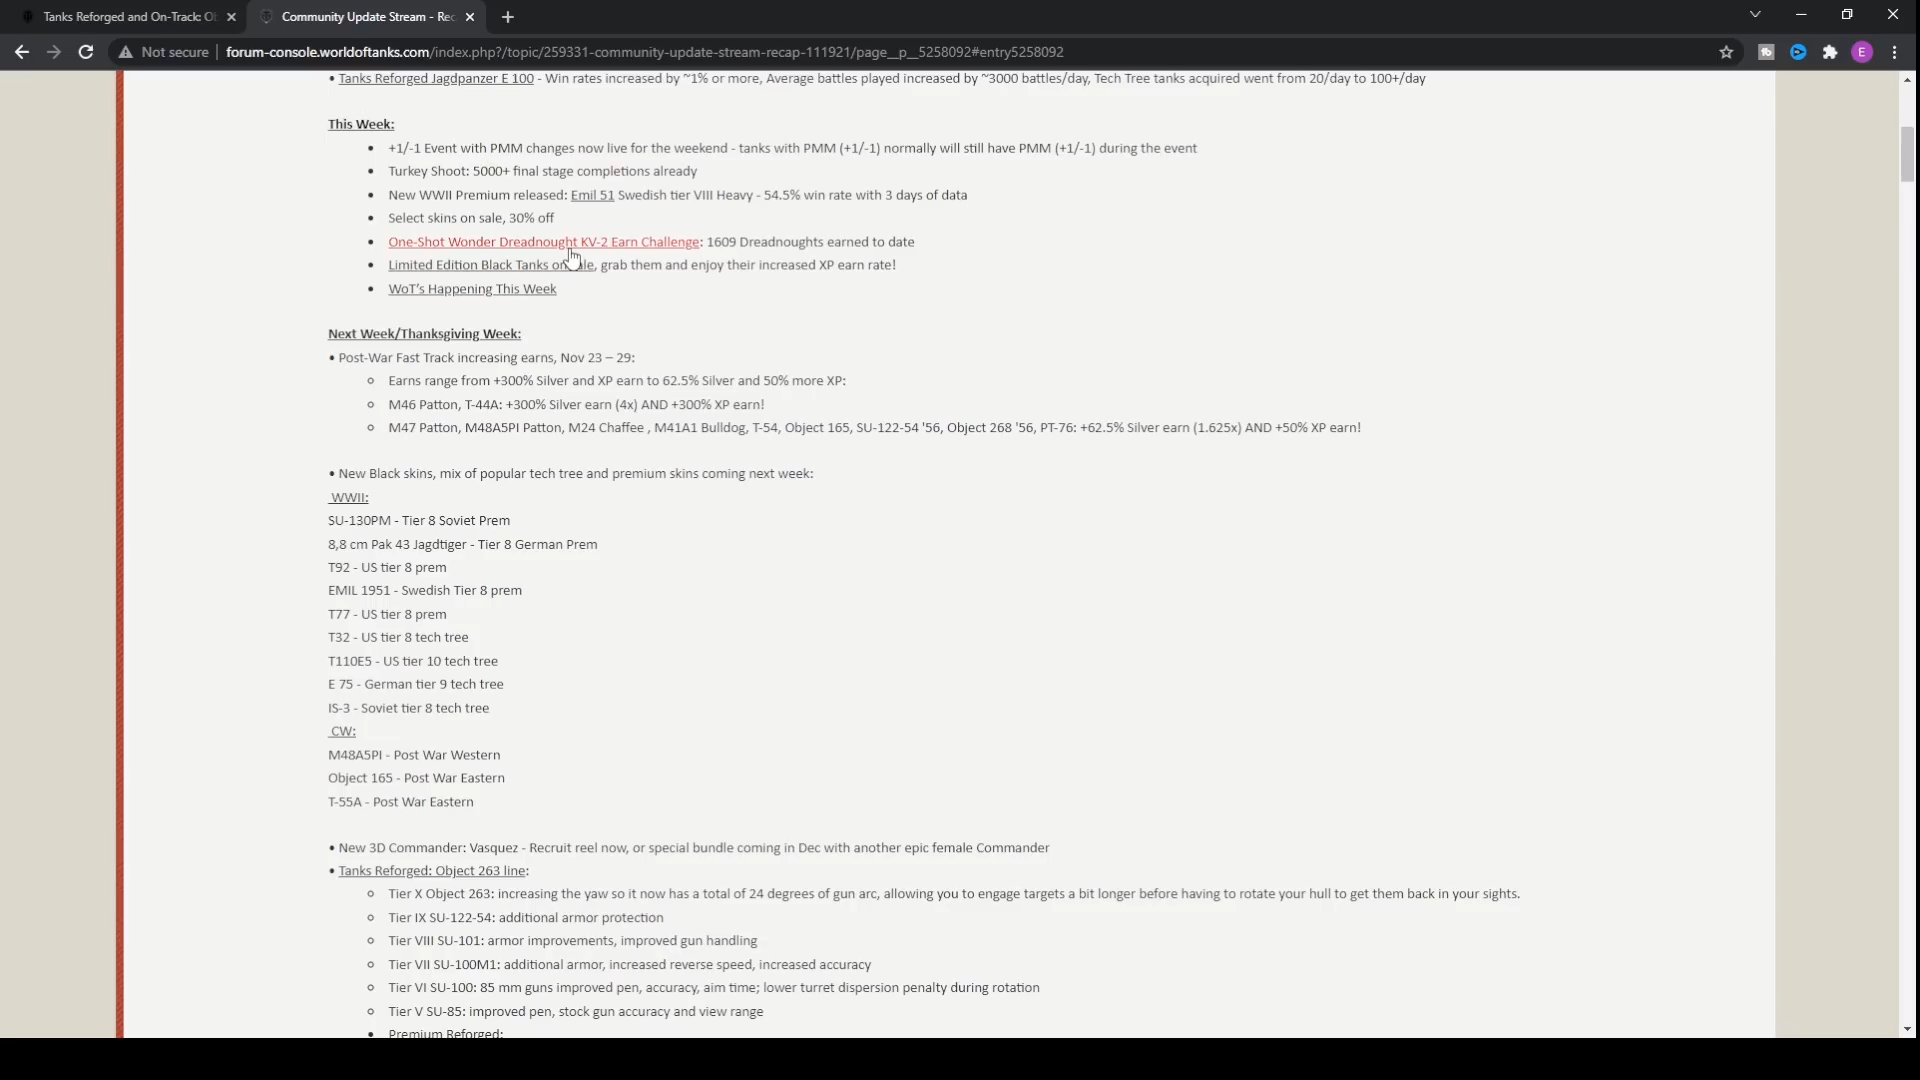 Tanks Reforged and On-Track: O
Community Update Stream - Rec
Not secure
forum-console.worldoftanks.com/index.php?/topic/259331-community-update-stream-recap-111921/page__p__5258092#entry5258092
E
• Tanks Reforged Jagdpanzer E 100 - Win rates increased by ~1% or more, Average battles played increased by ~3000 battles/day, Tech Tree tanks acquired went from 20/day to 100+/day
This Week:
• +1/-1 Event with PMM changes now live for the weekend - tanks with PMM (+1/-1) normally will still have PMM (+1/-1) during the event
• Turkey Shoot: 5000+ final stage completions already
• New WWII Premium released: Emil 51 Swedish tier VIII Heavy - 54.5% win rate with 3 days of data
• Select skins on sale, 30% off
• One-Shot Wonder Dreadnought KV-2 Earn Challenge: 1609 Dreadnoughts earned to date
• Limited Edition Black Tanks on sale, grab them and enjoy their increased XP earn rate!
• WoT's Happening This Week
Next Week/Thanksgiving Week:
• Post-War Fast Track increasing earns, Nov 23 – 29:
o Earns range from +300% Silver and XP earn to 62.5% Silver and 50% more XP:
o M46 Patton, T-44A: +300% Silver earn (4x) AND +300% XP earn!
o M47 Patton, M48A5PI Patton, M24 Chaffee , M41A1 Bulldog, T-54, Object 165, SU-122-54 '56, Object 268 '56, PT-76: +62.5% Silver earn (1.625x) AND +50% XP earn!
• New Black skins, mix of popular tech tree and premium skins coming next week:
WWII:
SU-130PM - Tier 8 Soviet Prem
8,8 cm Pak 43 Jagdtiger - Tier 8 German Prem
T92 - US tier 8 prem
EMIL 1951 - Swedish Tier 8 prem
T77 - US tier 8 prem
T32 - US tier 8 tech tree
T110E5 - US tier 10 tech tree
E 75 - German tier 9 tech tree
IS-3 - Soviet tier 8 tech tree
CW:
M48A5PI - Post War Western
Object 165 - Post War Eastern
T-55A - Post War Eastern
• New 3D Commander: Vasquez - Recruit reel now, or special bundle coming in Dec with another epic female Commander
• Tanks Reforged: Object 263 line:
o Tier X Object 263: increasing the yaw so it now has a total of 24 degrees of gun arc, allowing you to engage targets a bit longer before having to rotate your hull to get them back in your sights.
o Tier IX SU-122-54: additional armor protection
o Tier VIII SU-101: armor improvements, improved gun handling
o Tier VII SU-100M1: additional armor, increased reverse speed, increased accuracy
o Tier VI SU-100: 85 mm guns improved pen, accuracy, aim time; lower turret dispersion penalty during rotation
o Tier V SU-85: improved pen, stock gun accuracy and view range
• Premium Reforged: